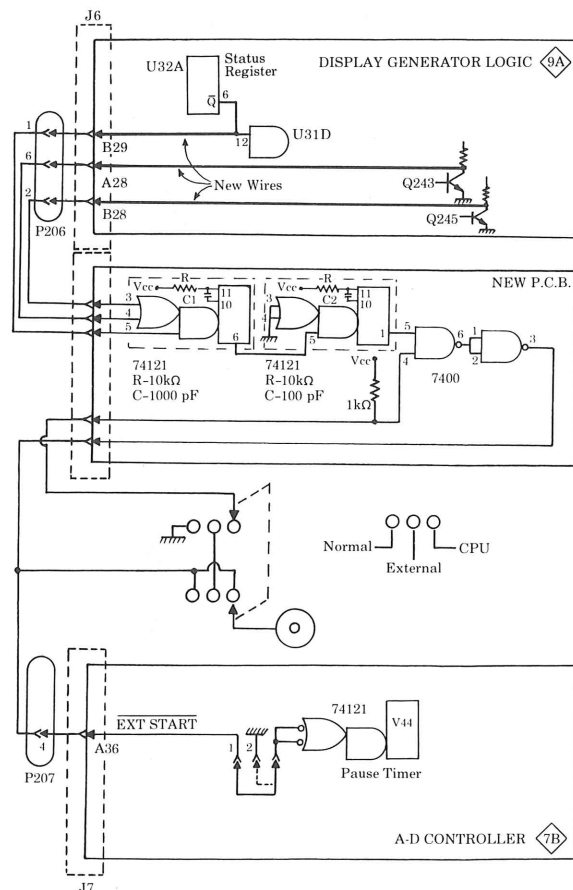 J6
U32A
Status
Register
DISPLAY GENERATOR LOGIC 9A
6
Q̅
1
12
U31D
B29
6
A28
New Wires
Q243
2
B28
Q245
P206
NEW P.C.B.
Vcc
R
C1
11
10
Vcc
R
C2
11
10
3
4
5
6
3
4
5
1
5
6
4
1
2
3
7400
74121
R-10kΩ
C-1000 pF
74121
R-10kΩ
C-100 pF
Vcc
1kΩ
Normal
External
CPU
74121
V44
EXT START
4
A36
1
2
Pause Timer
P207
A-D CONTROLLER 7B
J7